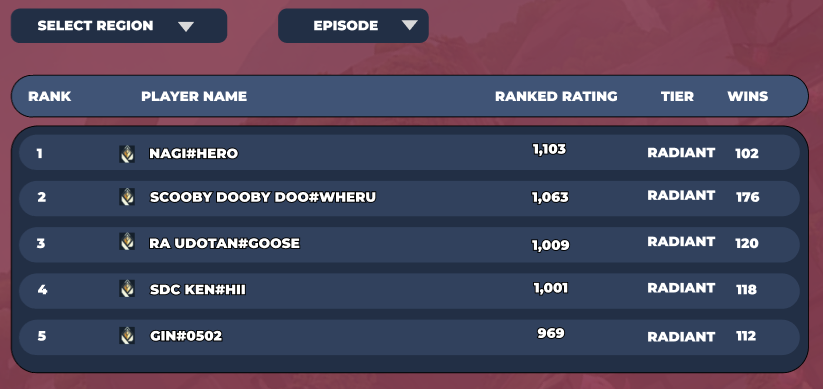 SELECT REGION EPISODE
RANK PLAYER NAME RANKED RATING TIER WINS
1 NAGI#HERO 1,103 RADIANT 102
2 SCOOBY DOOBY DOO#WHERU 1,063 RADIANT 176
3 RA UDOTAN#GOOSE 1,009 RADIANT 120
4 SDC KEN#HII 1,001 RADIANT 118
5 GIN#0502 969 RADIANT 112